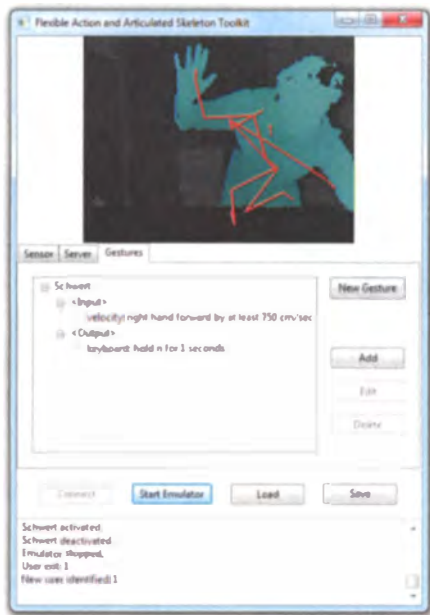 Flexible Action and Articulated Skeleton Toolkit
1
Sensor Server Gestures
Schwert
<Input>
velocity: right hand forward by at least 750 cm/sec
<Output>
keyboard: hold n for 1 seconds
New Gesture
Add
Edit
Delete
Connect Start Emulator Load Save
Schwert activated.
Schwert deactivated.
Emulator stopped.
User exit: 1
New user identified: 1